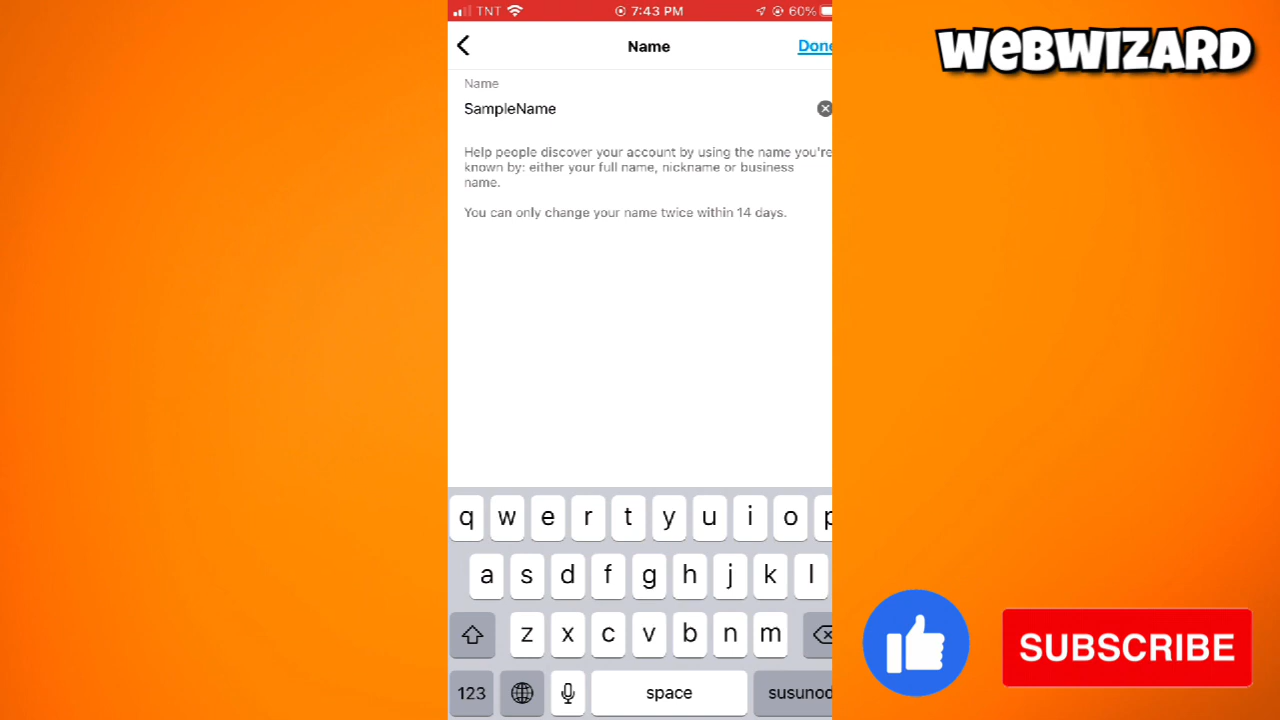 TNT
7:43 PM
60%
WEBWIZARD
Name
Done
Name
SampleName
Help people discover your account by using the name you're
known by: either your full name, nickname or business
name.
You can only change your name twice within 14 days.
q w e r t y u i o p
a s d f g h j k l
z x c v b n m
123
space
susunod
SUBSCRIBE